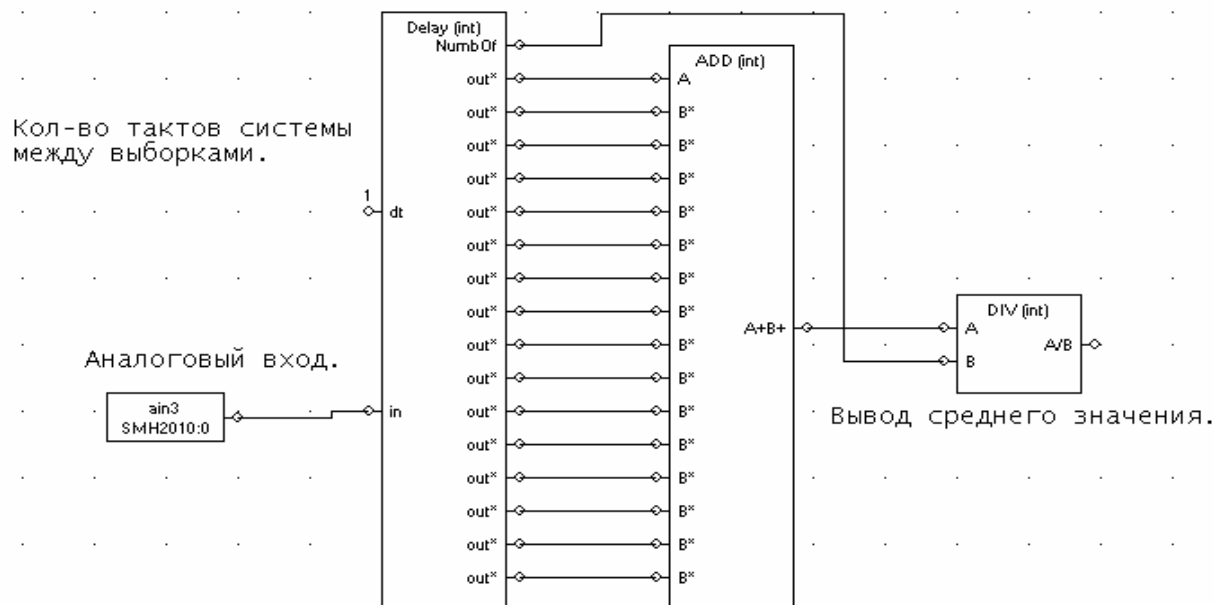 Delay (int)
NumbOf
ADD (int)
out* A
out* B*
Кол-во тактов системы
между выборками.
out* B*
out* B*
1
dt
out* B*
out* B*
out* B*
out* B*
DIV (int)
A+B+
A
A/B
B
out* B*
Аналоговый вход.
out* B*
ain3
SMH2010:0
in
out* B*
Вывод среднего значения.
out* B*
out* B*
out* B*
out* B*
out* B*